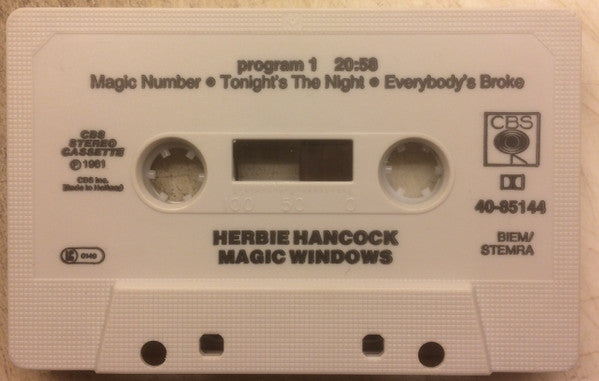 program 1 20:58
Magic Number • Tonight's The Night • Everybody's Broke
CBS
STEREO
CASSETTE
℗ 1981
CBS Inc.
Made in Holland
CBS
40-85144
100 50 0
HERBIE HANCOCK
MAGIC WINDOWS
BIEM/
STEMRA